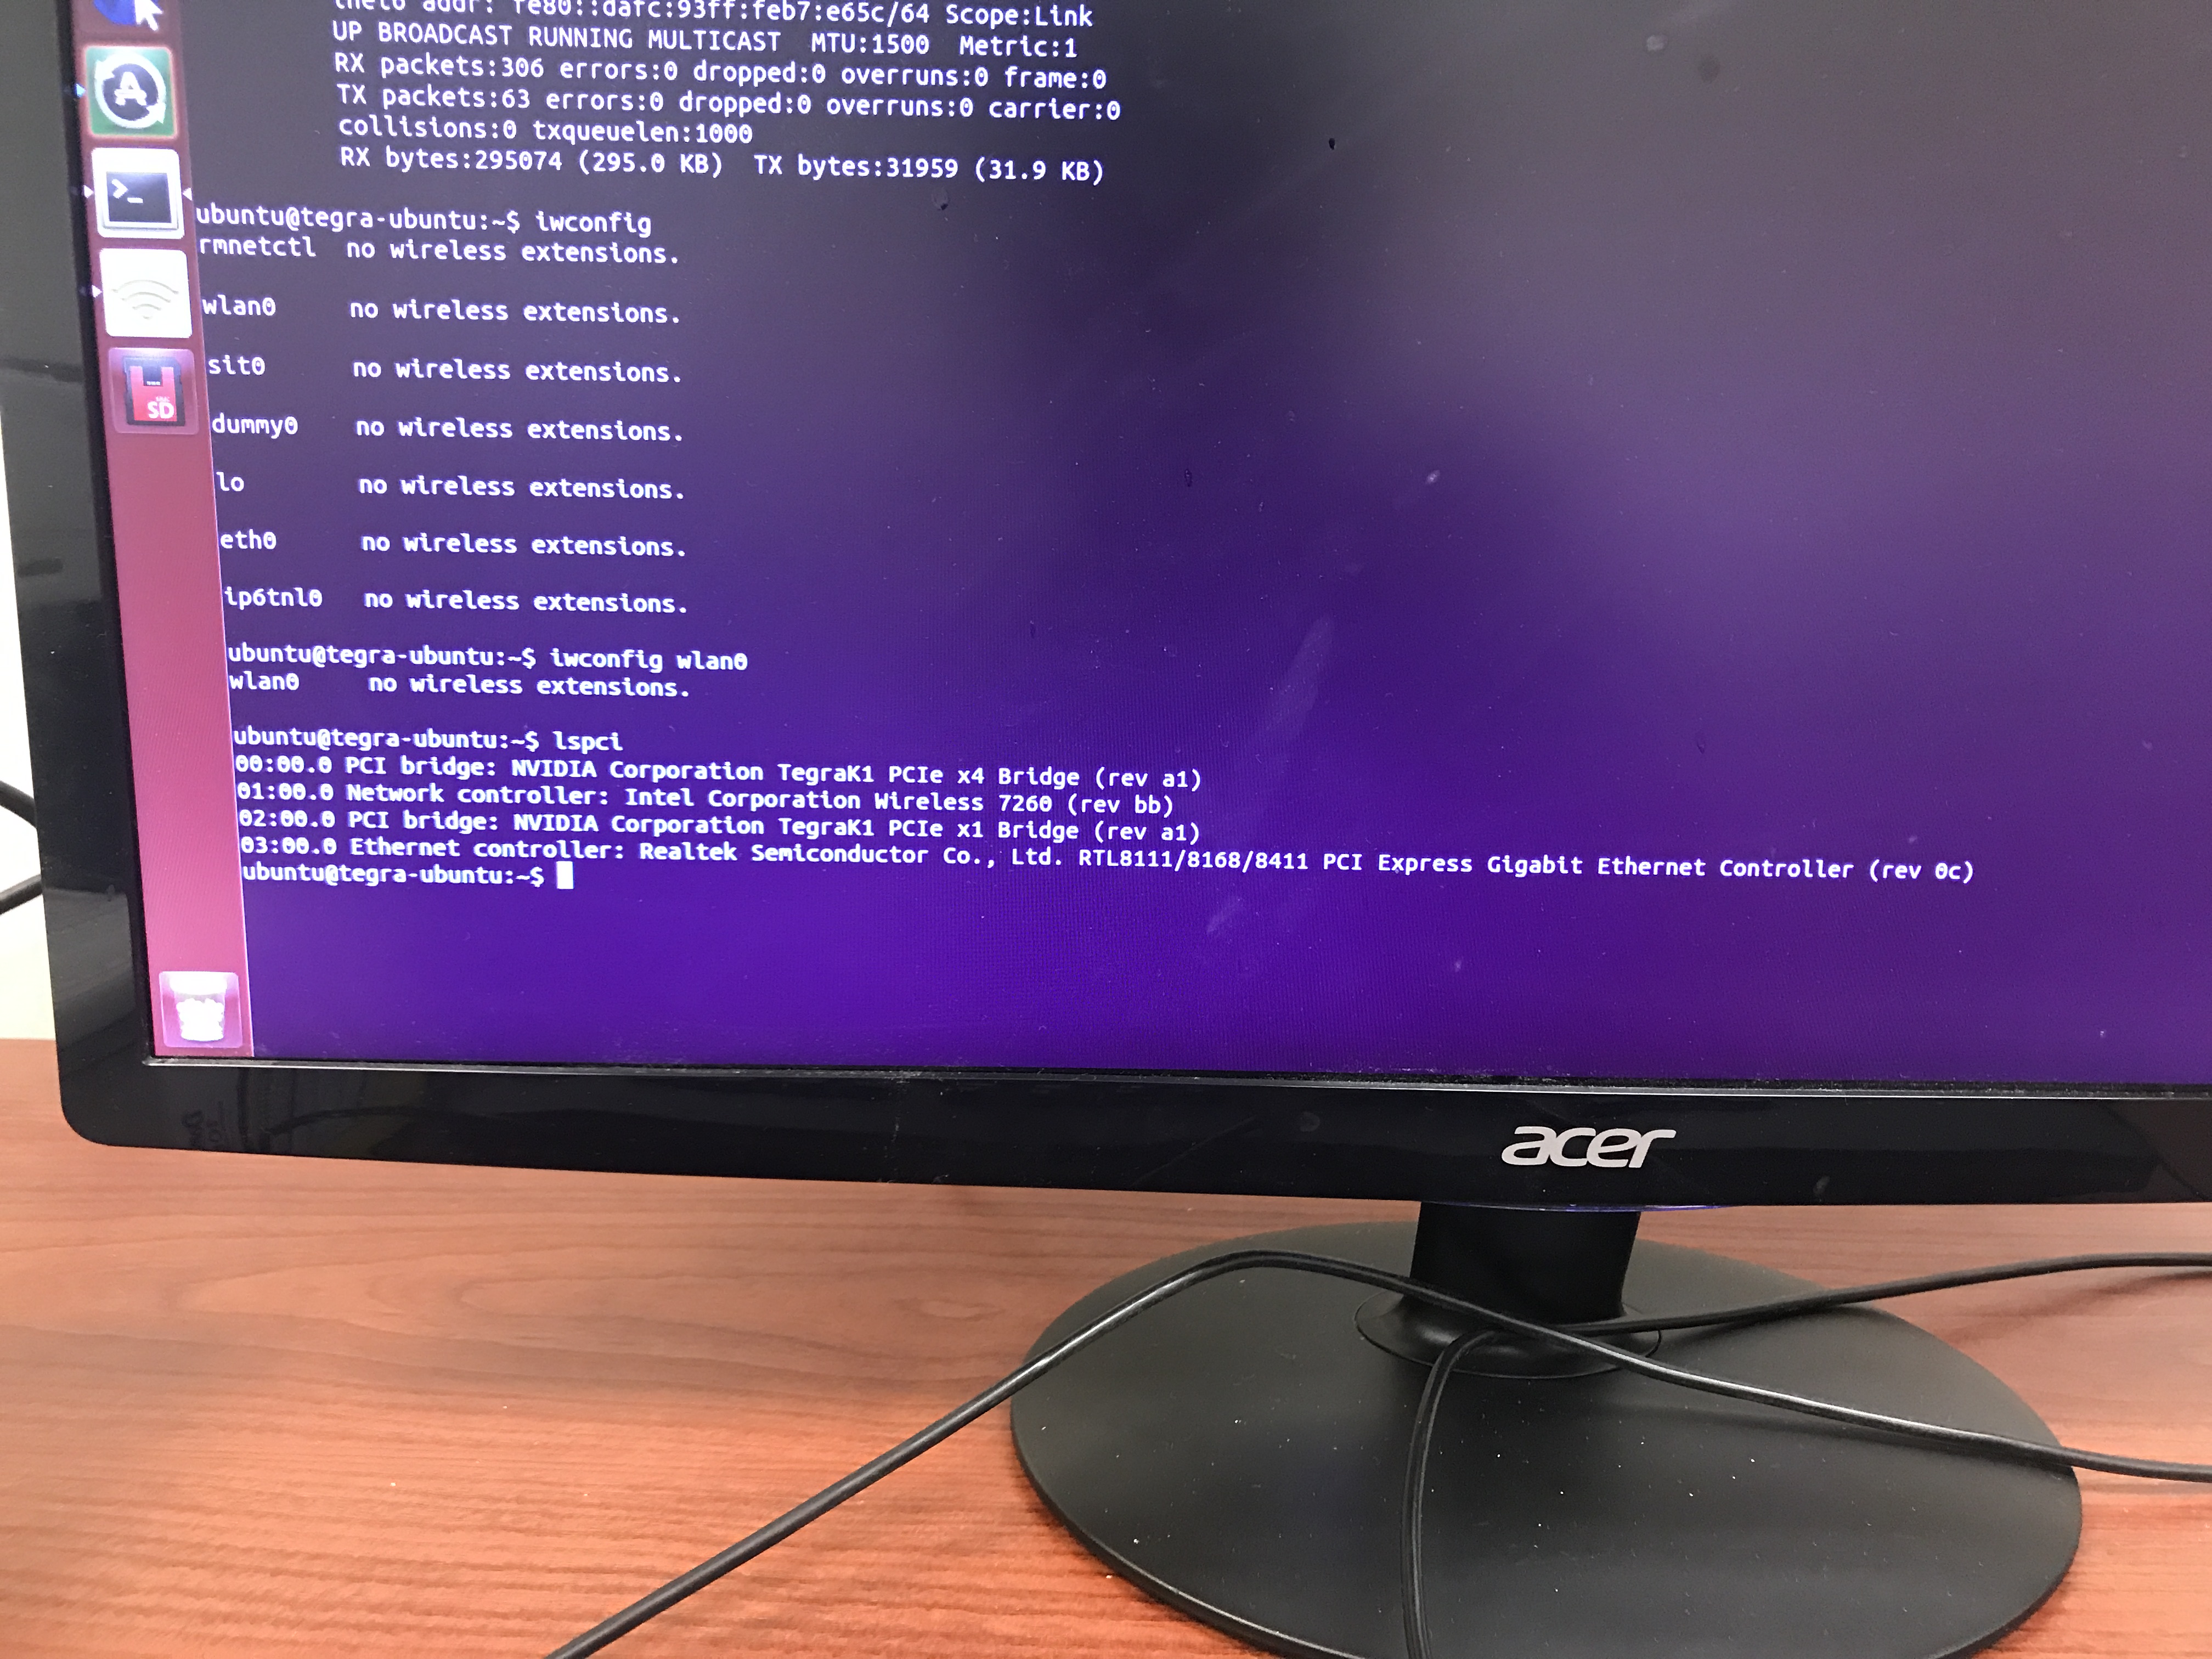 inet6 addr: fe80::dafc:93ff:feb7:e65c/64 Scope:Link
UP BROADCAST RUNNING MULTICAST  MTU:1500  Metric:1
RX packets:306 errors:0 dropped:0 overruns:0 frame:0
TX packets:63 errors:0 dropped:0 overruns:0 carrier:0
collisions:0 txqueuelen:1000
RX bytes:295074 (295.0 KB)  TX bytes:31959 (31.9 KB)
ubuntu@tegra-ubuntu:~$ iwconfig
rmnetctl  no wireless extensions.
wlan0     no wireless extensions.
sit0      no wireless extensions.
dummy0    no wireless extensions.
lo        no wireless extensions.
eth0      no wireless extensions.
ip6tnl0   no wireless extensions.
ubuntu@tegra-ubuntu:~$ iwconfig wlan0
wlan0     no wireless extensions.
ubuntu@tegra-ubuntu:~$ lspci
00:00.0 PCI bridge: NVIDIA Corporation TegraK1 PCIe x4 Bridge (rev a1)
01:00.0 Network controller: Intel Corporation Wireless 7260 (rev bb)
02:00.0 PCI bridge: NVIDIA Corporation TegraK1 PCIe x1 Bridge (rev a1)
03:00.0 Ethernet controller: Realtek Semiconductor Co., Ltd. RTL8111/8168/8411 PCI Express Gigabit Ethernet Controller (rev 0c)
ubuntu@tegra-ubuntu:~$
A
>_
SD
acer